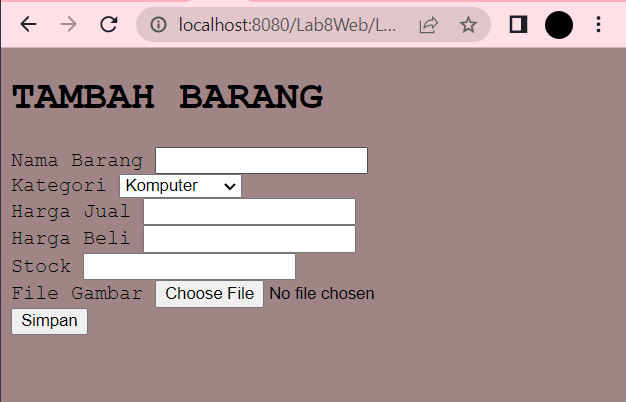 localhost:8080/Lab8Web/L...
TAMBAH BARANG
Nama Barang
Kategori Komputer
Harga Jual
Harga Beli
Stock
File Gambar Choose File No file chosen
Simpan